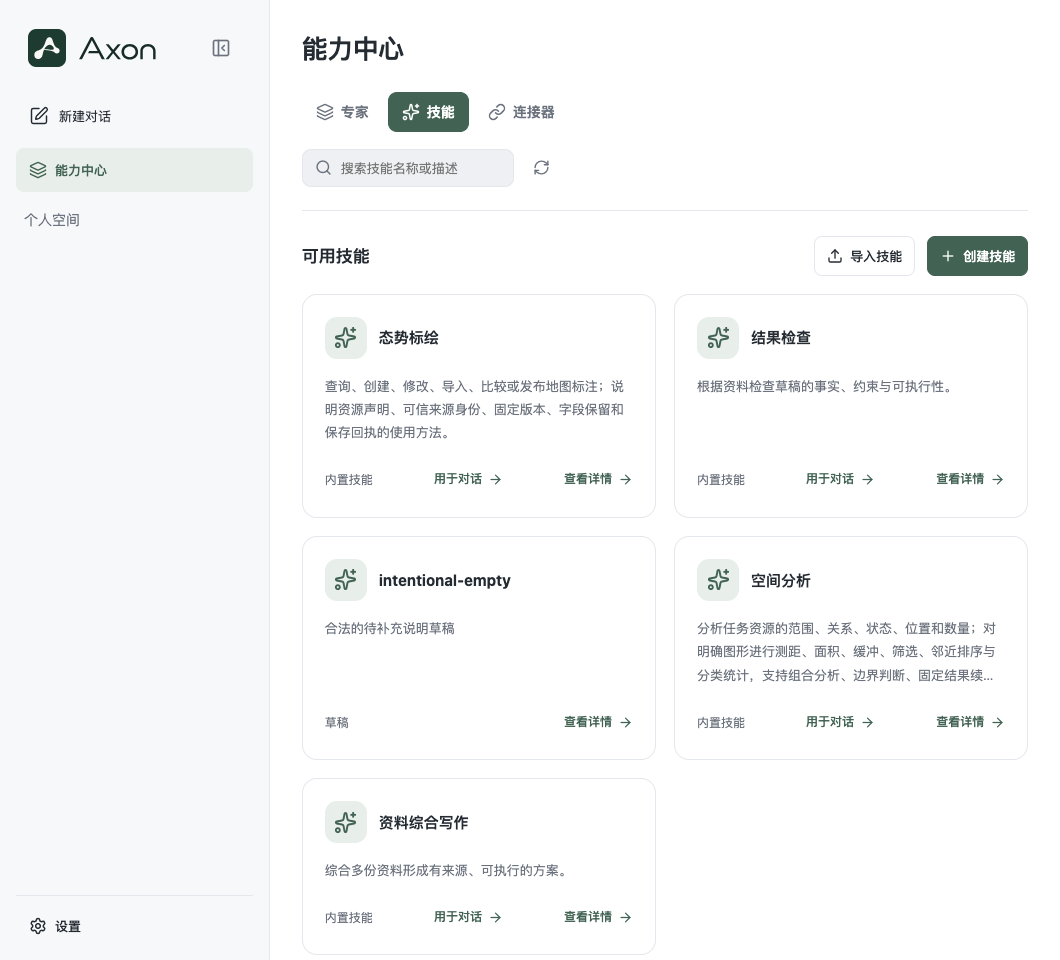 Axon
新建对话
能力中心
个人空间
设置
能力中心
专家
技能
连接器
搜索技能名称或描述
可用技能
导入技能
创建技能
态势标绘
查询、创建、修改、导入、比较或发布地图标注；说
明资源声明、可信来源身份、固定版本、字段保留和
保存回执的使用方法。
内置技能
用于对话
查看详情
结果检查
根据资料检查草稿的事实、约束与可执行性。
内置技能
用于对话
查看详情
intentional-empty
合法的待补充说明草稿
草稿
查看详情
空间分析
分析任务资源的范围、关系、状态、位置和数量；对
明确图形进行测距、面积、缓冲、筛选、邻近排序与
分类统计，支持组合分析、边界判断、固定结果续...
内置技能
用于对话
查看详情
资料综合写作
综合多份资料形成有来源、可执行的方案。
内置技能
用于对话
查看详情